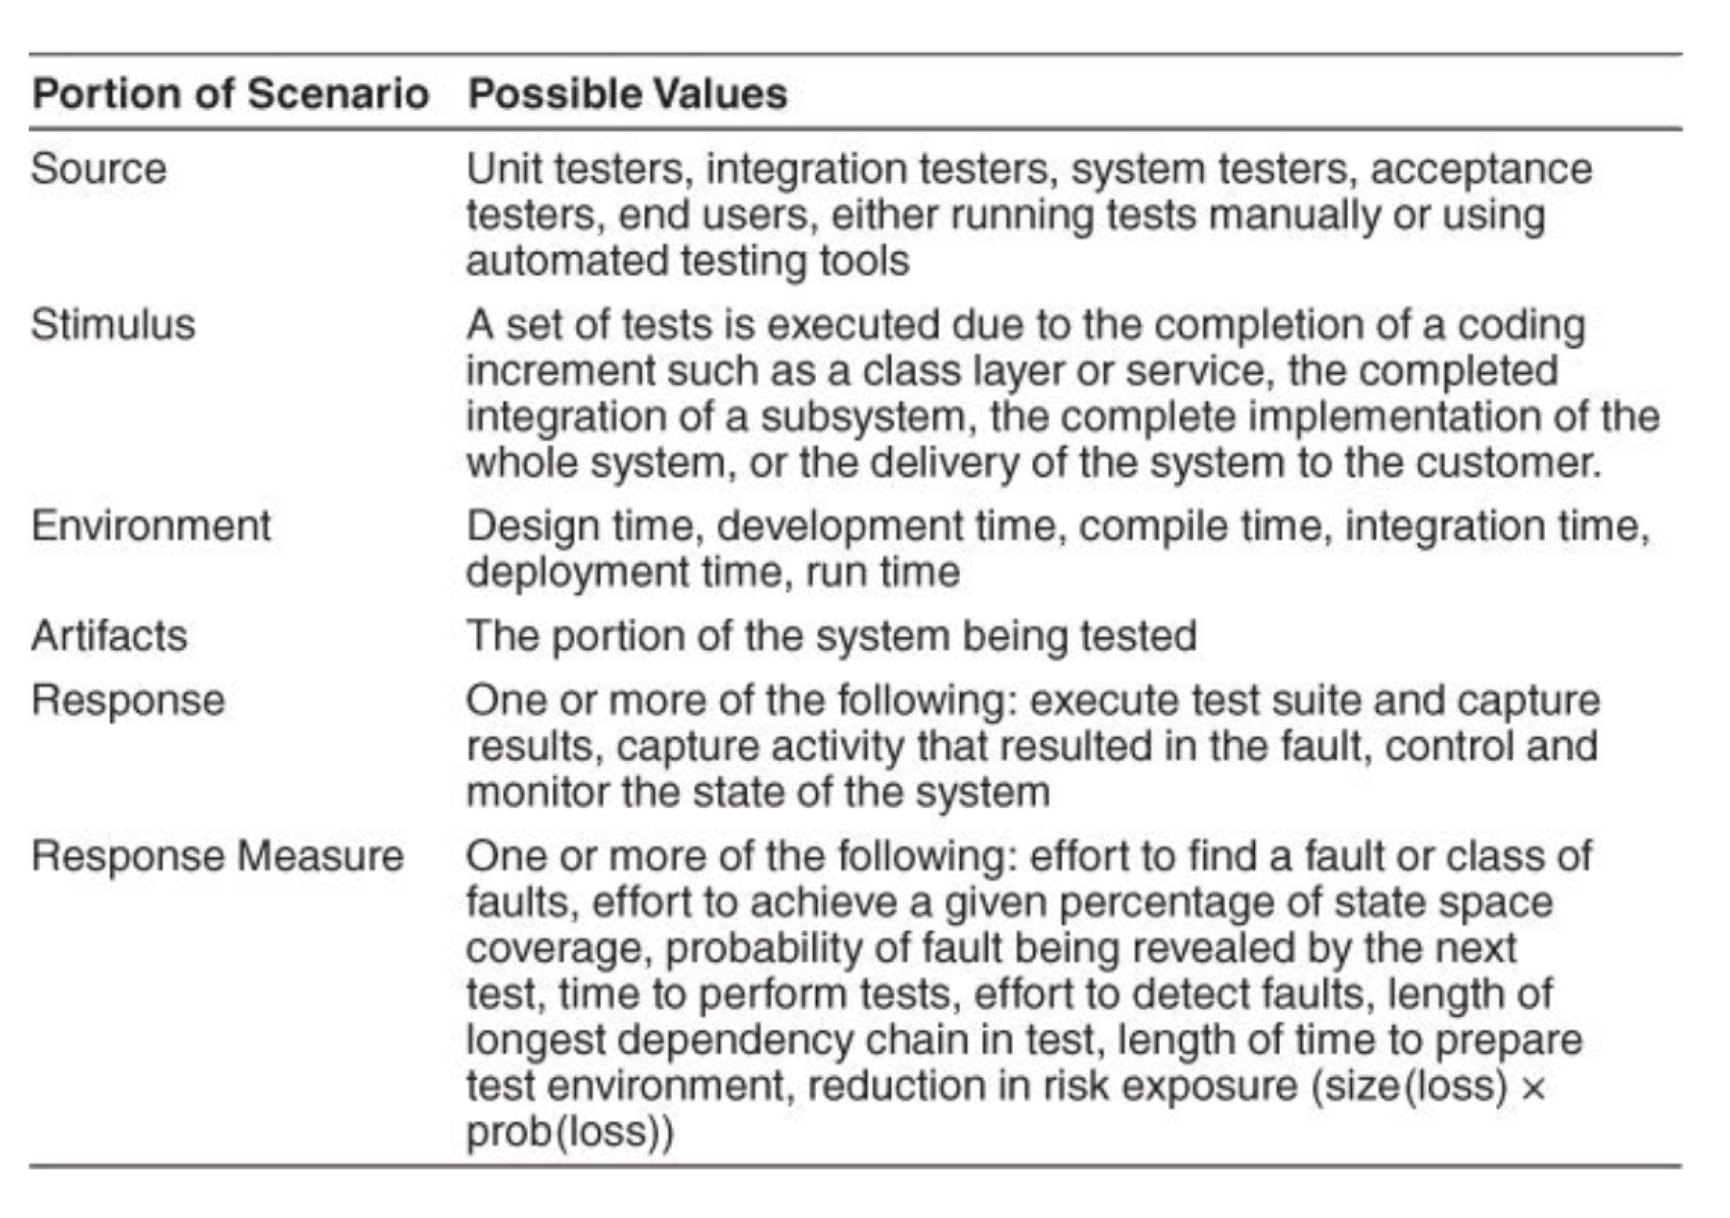 Portion of Scenario Possible Values
Source Unit testers, integration testers, system testers, acceptance
testers, end users, either running tests manually or using
automated testing tools
Stimulus A set of tests is executed due to the completion of a coding
increment such as a class layer or service, the completed
integration of a subsystem, the complete implementation of the
whole system, or the delivery of the system to the customer.
Environment Design time, development time, compile time, integration time,
deployment time, run time
Artifacts The portion of the system being tested
Response One or more of the following: execute test suite and capture
results, capture activity that resulted in the fault, control and
monitor the state of the system
Response Measure One or more of the following: effort to find a fault or class of
faults, effort to achieve a given percentage of state space
coverage, probability of fault being revealed by the next
test, time to perform tests, effort to detect faults, length of
longest dependency chain in test, length of time to prepare
test environment, reduction in risk exposure (size(loss) ×
prob(loss))